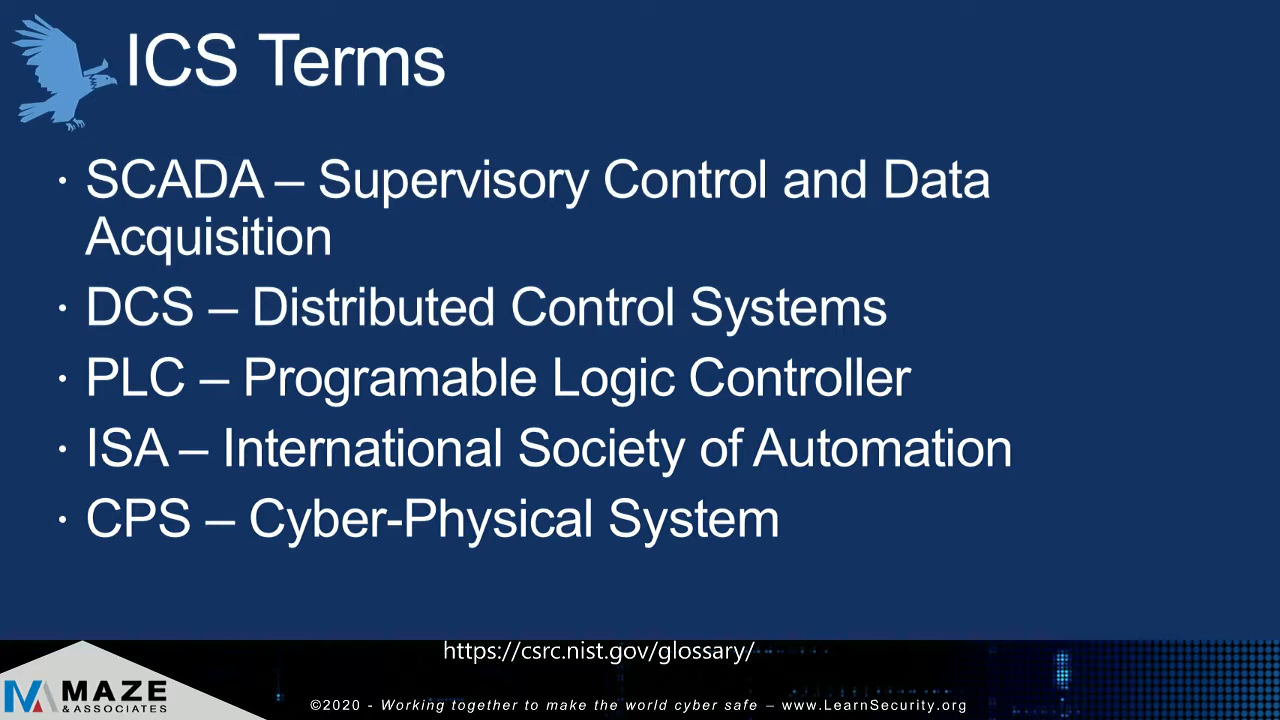 ICS Terms
· SCADA – Supervisory Control and Data
Acquisition
· DCS – Distributed Control Systems
· PLC – Programable Logic Controller
· ISA – International Society of Automation
· CPS – Cyber-Physical System
https://csrc.nist.gov/glossary/
MAZE
& ASSOCIATES
©2020 - Working together to make the world cyber safe – www.LearnSecurity.org